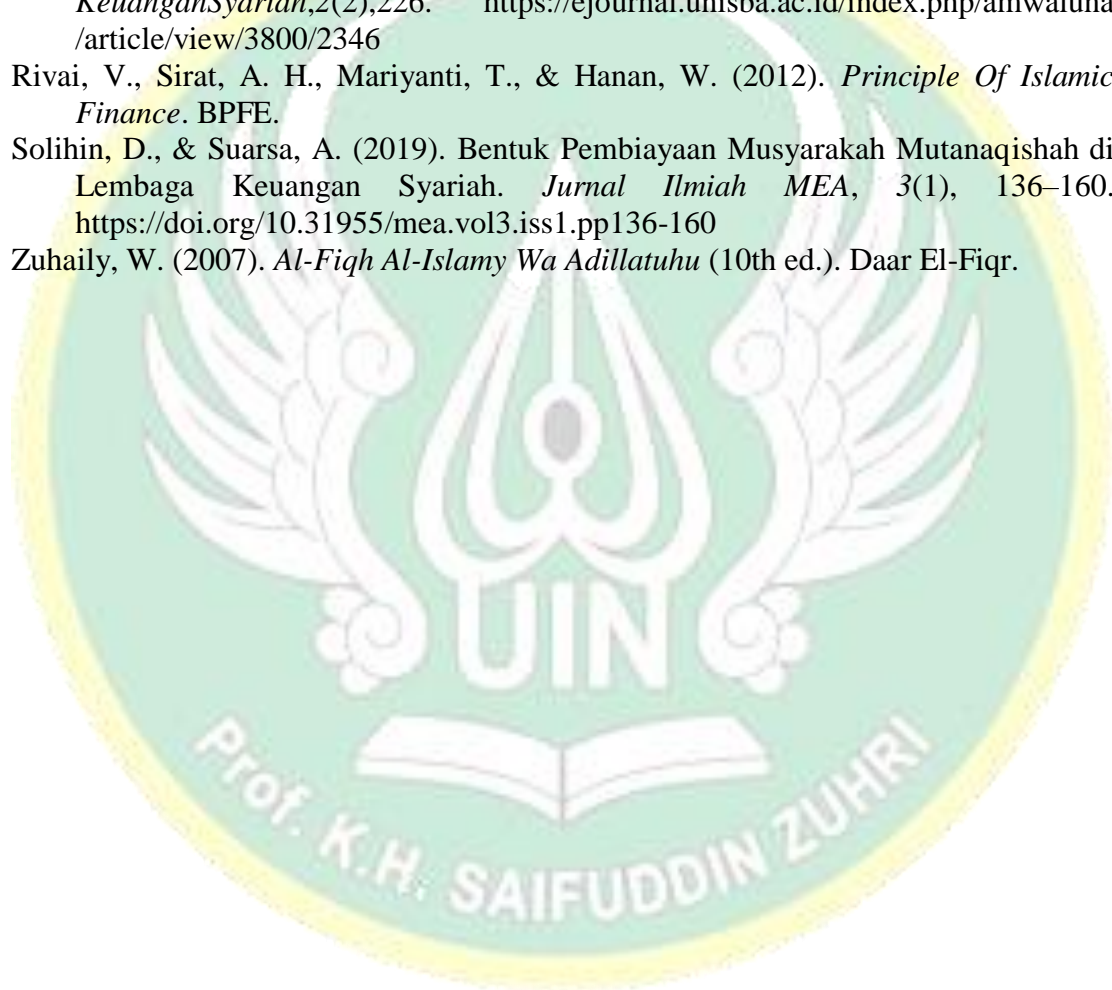 KeuanganSyariah,2(2),226. https://ejournal.unisba.ac.id/index.php/amwaluna
/article/view/3800/2346
Rivai, V., Sirat, A. H., Mariyanti, T., & Hanan, W. (2012). Principle Of Islamic
Finance. BPFE.
Solihin, D., & Suarsa, A. (2019). Bentuk Pembiayaan Musyarakah Mutanaqishah di
Lembaga Keuangan Syariah. Jurnal Ilmiah MEA, 3(1), 136–160.
https://doi.org/10.31955/mea.vol3.iss1.pp136-160
Zuhaily, W. (2007). Al-Fiqh Al-Islamy Wa Adillatuhu (10th ed.). Daar El-Fiqr.
UIN
Prof. K.H. SAIFUDDIN ZUHRI